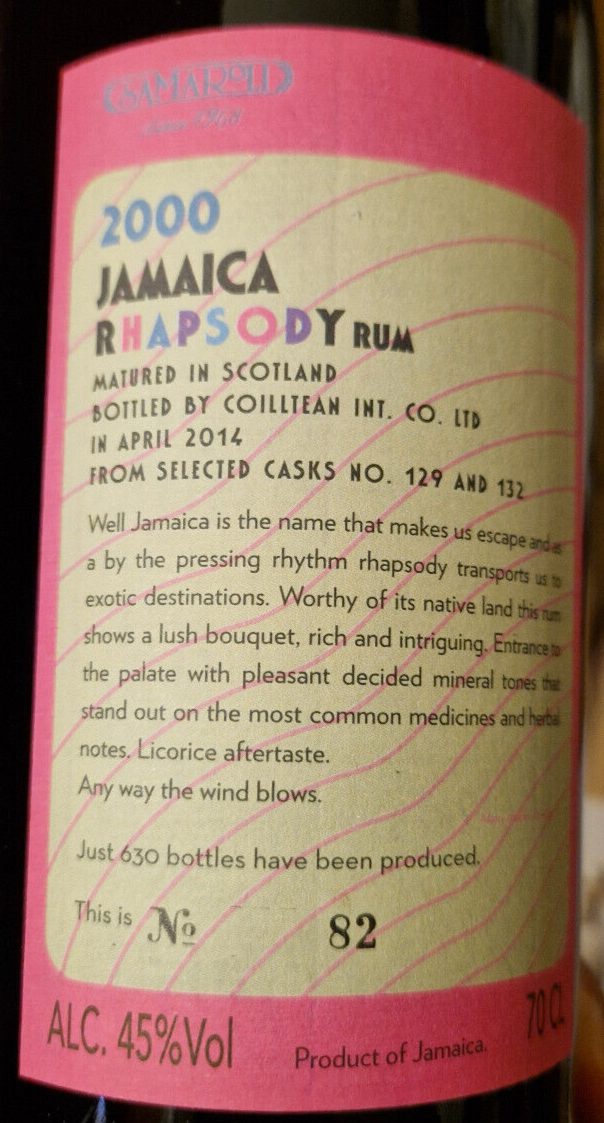 SAMAROLI
2000
JAMAICA
RHAPSODY RUM
MATURED IN SCOTLAND
BOTTLED BY COILLTEAN INT. CO. LTD
IN APRIL 2014
FROM SELECTED CASKS NO. 129 AND 132
Well Jamaica is the name that makes us escape and as
a by the pressing rhythm rhapsody transports us to
exotic destinations. Worthy of its native land this rum
shows a lush bouquet, rich and intriguing. Entrance to
the palate with pleasant decided mineral tones that
stand out on the most common medicines and herbal
notes. Licorice aftertaste.
Any way the wind blows.
Just 630 bottles have been produced.
This is No 82
ALC. 45%Vol Product of Jamaica. 70 CL